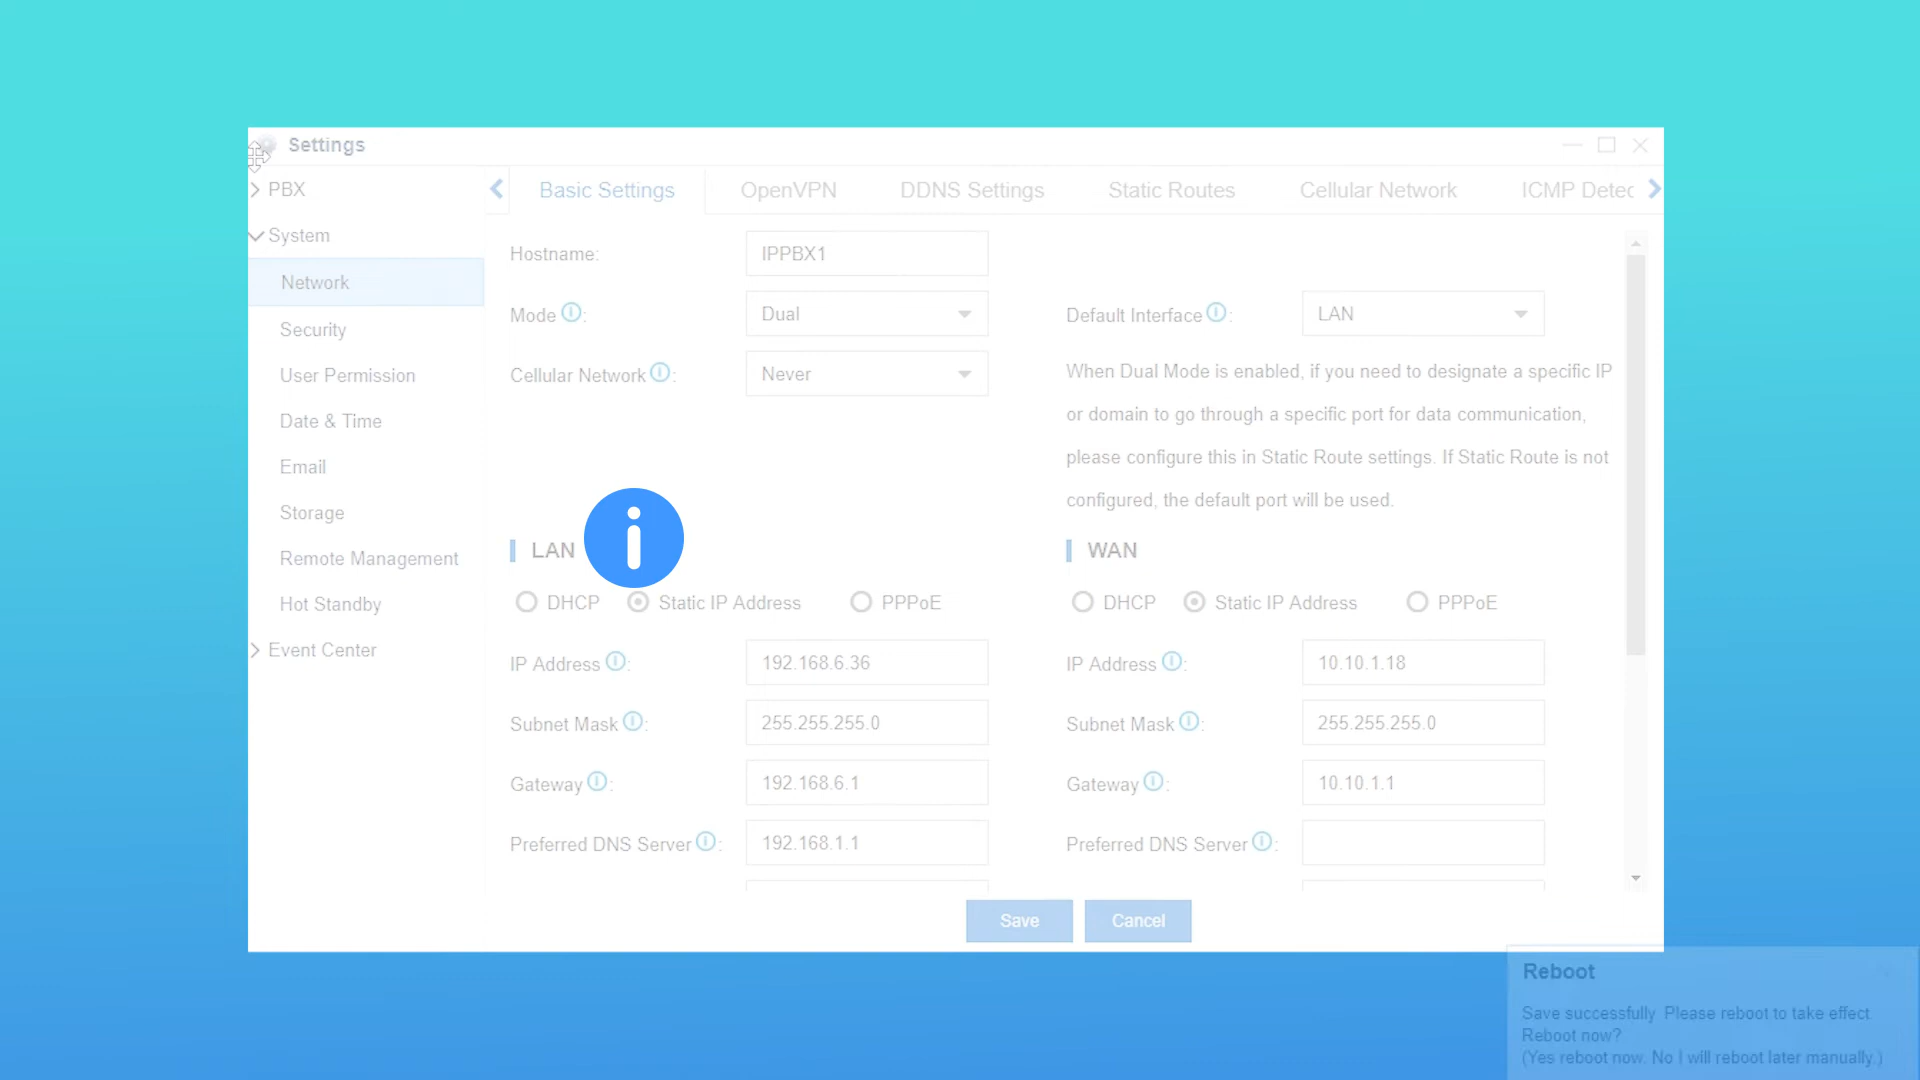 Settings
PBX
System
Network
Security
User Permission
Date & Time
Email
Storage
Remote Management
Hot Standby
Event Center
Basic Settings
OpenVPN
DDNS Settings
Static Routes
Cellular Network
ICMP Detec
Hostname:
IPPBX1
Mode :
Dual
Default Interface :
LAN
Cellular Network :
Never
When Dual Mode is enabled, if you need to designate a specific IP
or domain to go through a specific port for data communication,
please configure this in Static Route settings. If Static Route is not
configured, the default port will be used.
LAN
DHCP
Static IP Address
PPPoE
IP Address :
192.168.6.36
Subnet Mask :
255.255.255.0
Gateway :
192.168.6.1
Preferred DNS Server :
192.168.1.1
WAN
DHCP
Static IP Address
PPPoE
IP Address :
10.10.1.18
Subnet Mask :
255.255.255.0
Gateway :
10.10.1.1
Preferred DNS Server :
Save
Cancel
Reboot
Save successfully. Please reboot to take effect.
Reboot now?
(Yes reboot now. No I will reboot later manually.)